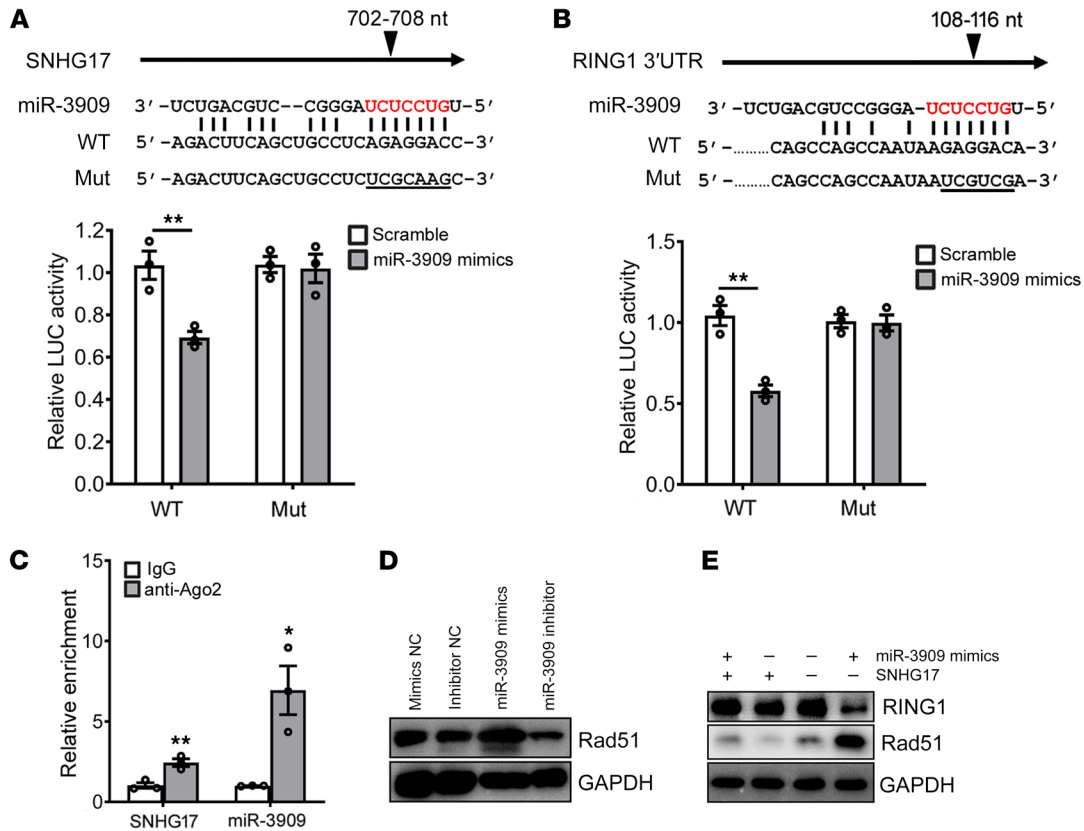 A
702-708 nt
SNHG17
miR-3909 3′-UCUGACGUC--CGGGAUCUCCUGU-5′
WT 5′-AGACUUCAGCUGCCUCAGAGGACC-3′
Mut 5′-AGACUUCAGCUGCCUCUCGCAAGC-3′
Relative LUC activity
1.2
1.0
0.8
0.6
0.4
0.2
0.0
**
Scramble
miR-3909 mimics
WT Mut
B
108-116 nt
RING1 3′UTR
miR-3909 3′-UCUGACGUCCGGGA-UCUCCUGU-5′
WT 5′-.........CAGCCAGCCAAUAAGAGGACA-3′
Mut 5′-.........CAGCCAGCCAAUAAUCGUCGA-3′
Relative LUC activity
1.5
1.0
0.5
0.0
**
Scramble
miR-3909 mimics
WT Mut
C
Relative enrichment
15
10
5
0
IgG
anti-Ago2
**
*
SNHG17 miR-3909
D
Mimics NC
Inhibitor NC
miR-3909 mimics
miR-3909 inhibitor
Rad51
GAPDH
E
+ – – + miR-3909 mimics
+ + – – SNHG17
RING1
Rad51
GAPDH